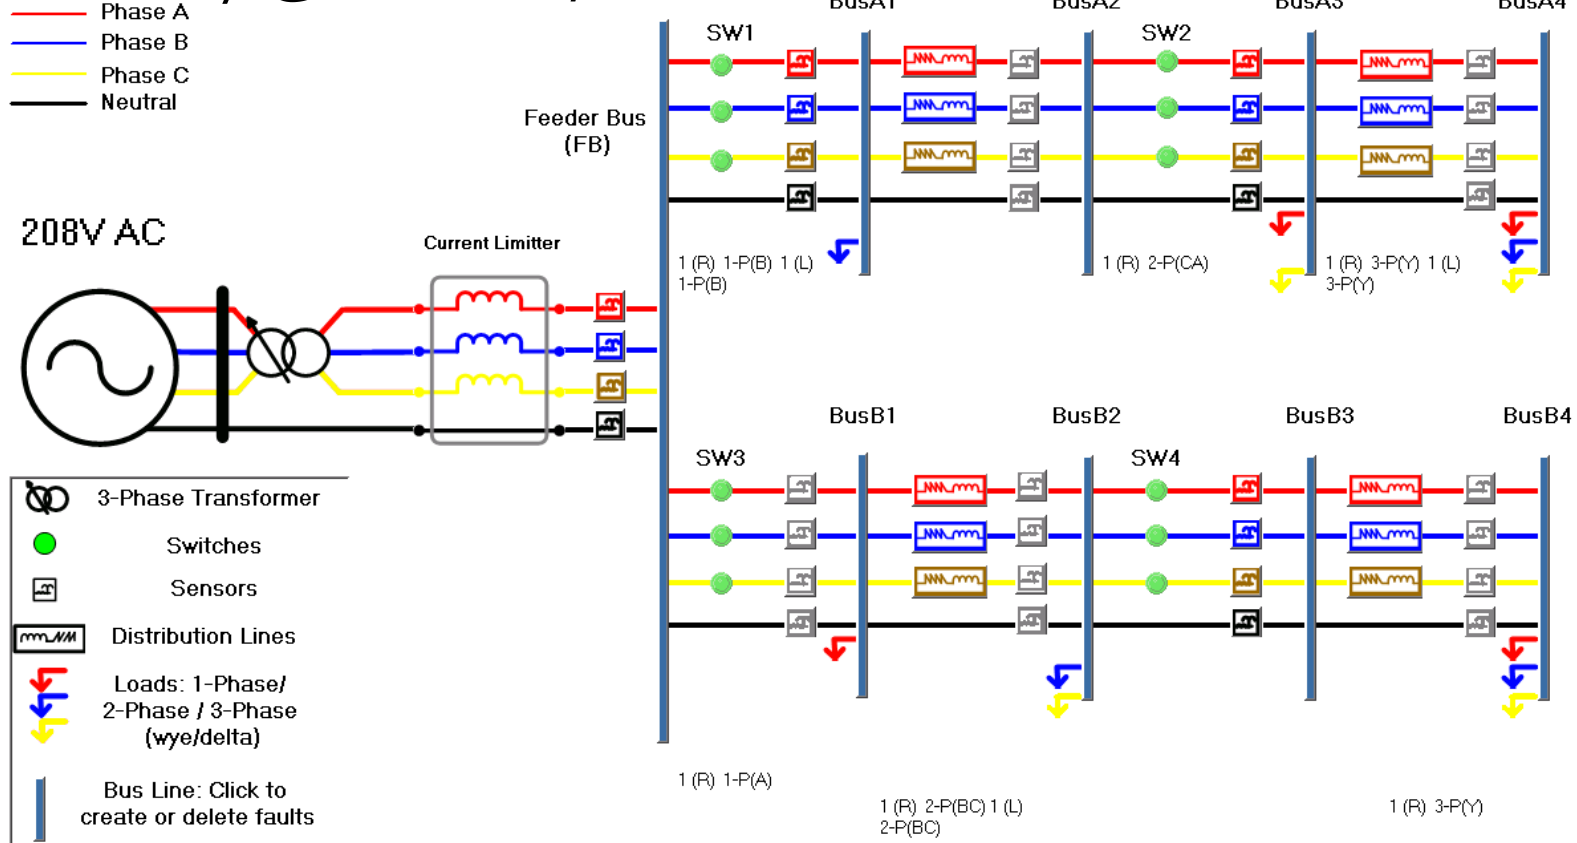 BusA1
BusA2
BusA3
BusA4
Phase A
Phase B
Phase C
Neutral
SW1
SW2
Feeder Bus
(FB)
208V AC
Current Limitter
1 (R) 1-P(B) 1 (L)
1-P(B)
1 (R) 2-P(CA)
1 (R) 3-P(Y) 1 (L)
3-P(Y)
BusB1
BusB2
BusB3
BusB4
SW3
SW4
3-Phase Transformer
Switches
Sensors
Distribution Lines
Loads: 1-Phase/
2-Phase / 3-Phase
(wye/delta)
Bus Line: Click to
create or delete faults
1 (R) 1-P(A)
1 (R) 2-P(BC) 1 (L)
2-P(BC)
1 (R) 3-P(Y)